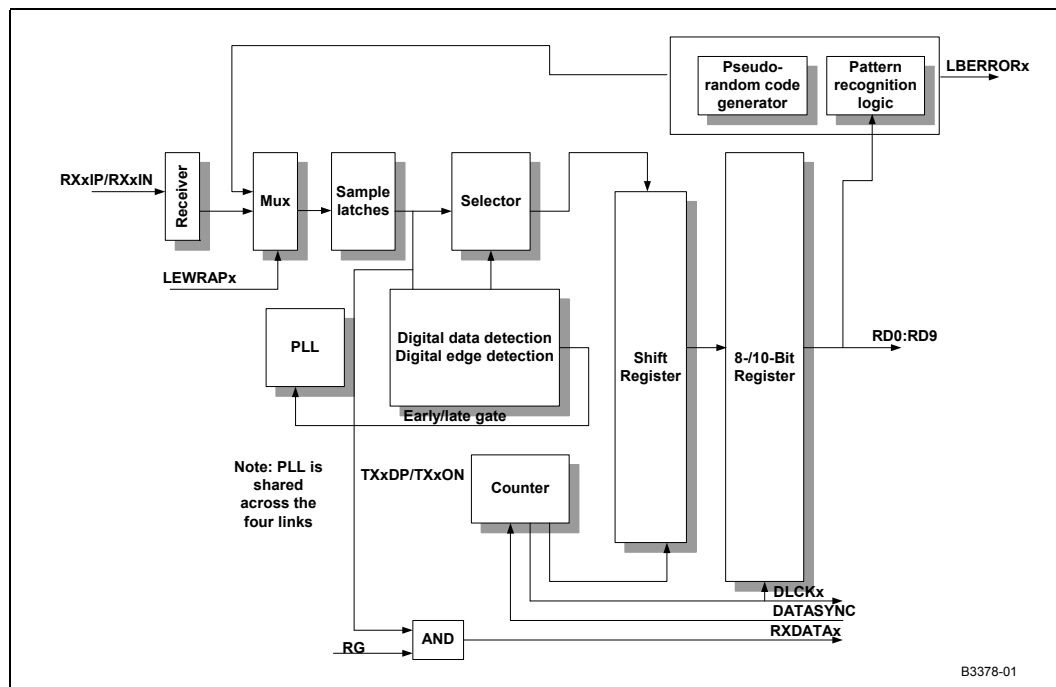 Pseudo-
random code
generator
Pattern
recognition
logic
LBERRORx
RXxIP/RXxIN
Receiver
Mux
Sample
latches
Selector
LEWRAPx
PLL
Digital data detection
Digital edge detection
Early/late gate
Shift
Register
8-/10-Bit
Register
RD0:RD9
Note: PLL is
shared
across the
four links
TXxDP/TXxON
Counter
DLCKx
DATASYNC
RXDATAx
RG
AND
B3378-01